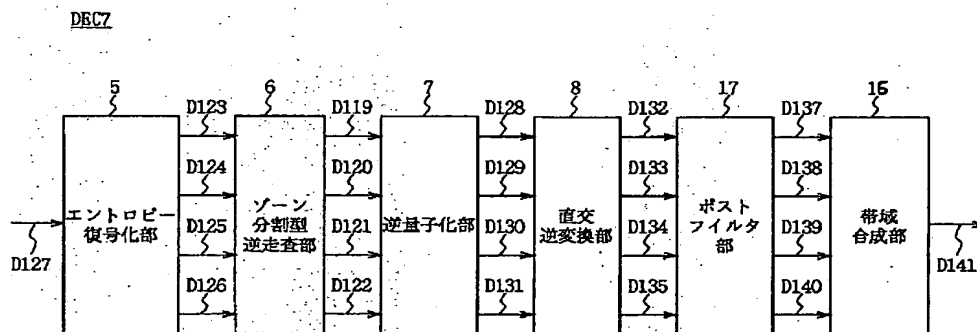 DEC7
5
6
7
8
17
16
D123
D119
D128
D132
D137
D124
D120
D129
D133
D138
D125
D121
D130
D134
D139
D126
D122
D131
D135
D140
D127
D141
エントロピー
復号化部
ゾーン
分割型
逆走査部
逆量子化部
直交
逆変換部
ポスト
フィルタ
部
帯域
合成部